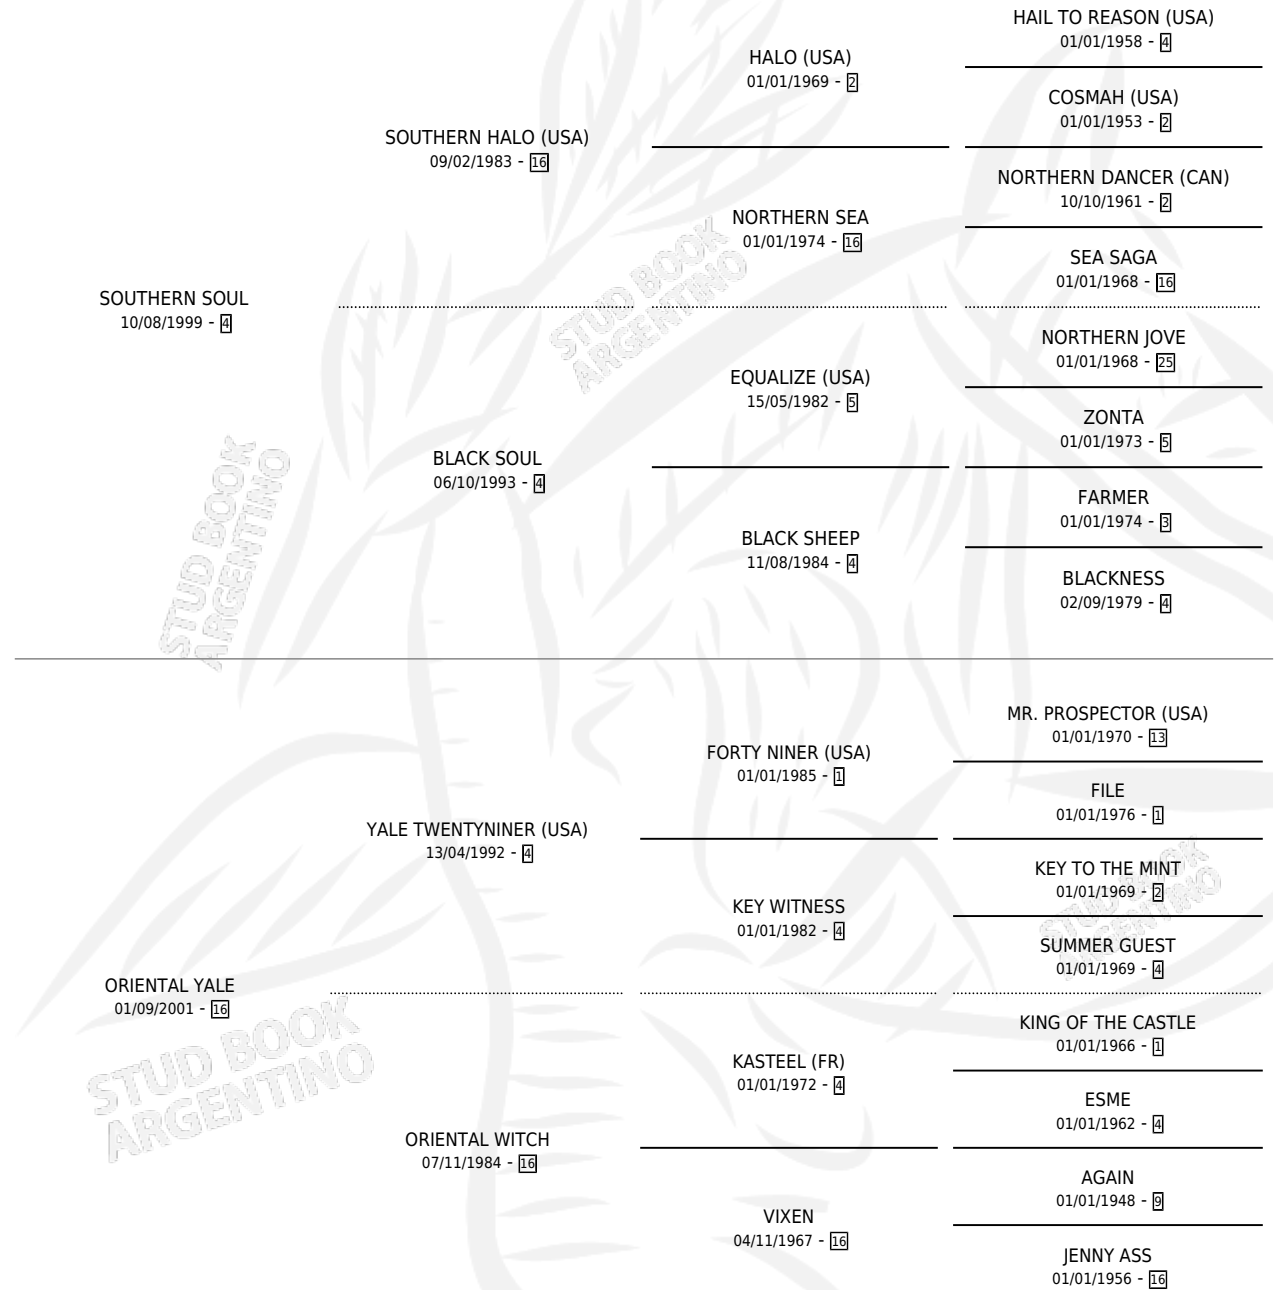 HAIL TO REASON (USA)
01/01/1958 - 4
HALO (USA)
01/01/1969 - 2
COSMAH (USA)
01/01/1953 - 2
SOUTHERN HALO (USA)
09/02/1983 - 16
NORTHERN DANCER (CAN)
10/10/1961 - 2
NORTHERN SEA
01/01/1974 - 16
SEA SAGA
01/01/1968 - 16
SOUTHERN SOUL
10/08/1999 - 4
STUD BOOK
ARGENTINO
NORTHERN JOVE
01/01/1968 - 25
EQUALIZE (USA)
15/05/1982 - 5
ZONTA
01/01/1973 - 5
BLACK SOUL
06/10/1993 - 4
FARMER
01/01/1974 - 3
BLACK SHEEP
11/08/1984 - 4
BLACKNESS
02/09/1979 - 4
STUD BOOK
ARGENTINO
MR. PROSPECTOR (USA)
01/01/1970 - 13
FORTY NINER (USA)
01/01/1985 - 1
FILE
01/01/1976 - 1
YALE TWENTYNINER (USA)
13/04/1992 - 4
KEY TO THE MINT
01/01/1969 - 2
KEY WITNESS
01/01/1982 - 4
STUD BOOK
ARGENTINO
SUMMER GUEST
01/01/1969 - 4
ORIENTAL YALE
01/09/2001 - 16
STUD BOOK
ARGENTINO
KING OF THE CASTLE
01/01/1966 - 1
KASTEEL (FR)
01/01/1972 - 4
ESME
01/01/1962 - 4
ORIENTAL WITCH
07/11/1984 - 16
AGAIN
01/01/1948 - 9
VIXEN
04/11/1967 - 16
JENNY ASS
01/01/1956 - 16